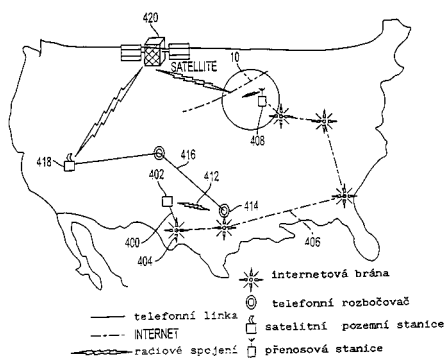 420
SATELLITE
10
408
418
416
402
412
414
400
404
406
internetová brána
telefonní rozbočovač
satelitní pozemní stanice
přenosová stanice
telefonní linka
INTERNET
radiové spojení